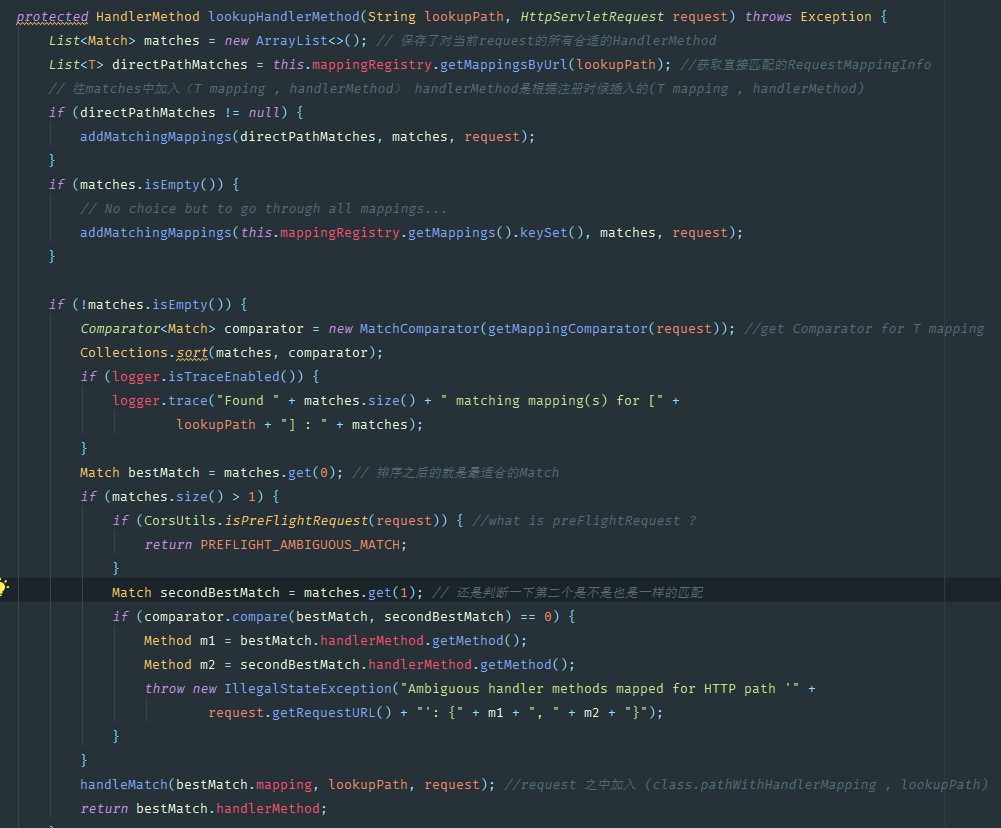 protected HandlerMethod lookupHandlerMethod(String lookupPath, HttpServletRequest request) throws Exception {
    List<Match> matches = new ArrayList<>(); // 保存了对当前request的所有合适的HandlerMethod
    List<T> directPathMatches = this.mappingRegistry.getMappingsByUrl(lookupPath); //获取直接匹配的RequestMappingInfo
    // 往matches中加入（T mapping , handlerMethod） handlerMethod是根据注册时候插入的(T mapping , handlerMethod)
    if (directPathMatches != null) {
        addMatchingMappings(directPathMatches, matches, request);
    }
    if (matches.isEmpty()) {
        // No choice but to go through all mappings...
        addMatchingMappings(this.mappingRegistry.getMappings().keySet(), matches, request);
    }

    if (!matches.isEmpty()) {
        Comparator<Match> comparator = new MatchComparator(getMappingComparator(request)); //get Comparator for T mapping
        Collections.sort(matches, comparator);
        if (logger.isTraceEnabled()) {
            logger.trace("Found " + matches.size() + " matching mapping(s) for [" +
                    lookupPath + "] : " + matches);
        }
        Match bestMatch = matches.get(0); // 排序之后的就是最适合的Match
        if (matches.size() > 1) {
            if (CorsUtils.isPreFlightRequest(request)) { //what is preFlightRequest ?
                return PREFLIGHT_AMBIGUOUS_MATCH;
            }
            Match secondBestMatch = matches.get(1); // 还是判断一下第二个是不是也是一样的匹配
            if (comparator.compare(bestMatch, secondBestMatch) == 0) {
                Method m1 = bestMatch.handlerMethod.getMethod();
                Method m2 = secondBestMatch.handlerMethod.getMethod();
                throw new IllegalStateException("Ambiguous handler methods mapped for HTTP path '" +
                        request.getRequestURL() + "': {" + m1 + ", " + m2 + "}");
            }
        }
        handleMatch(bestMatch.mapping, lookupPath, request); //request 之中加入 (class.pathWithHandlerMapping , lookupPath)
        return bestMatch.handlerMethod;